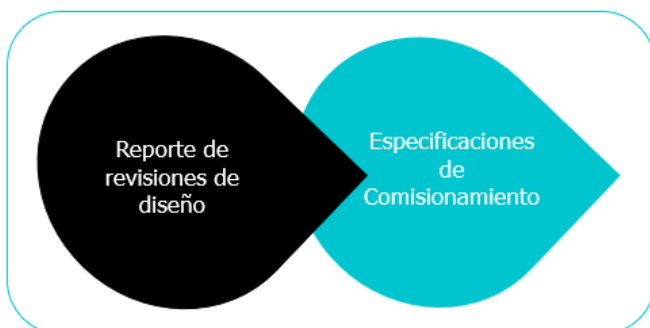 Reporte de
revisiones de
diseño
Especificaciones
de
Comisionamiento